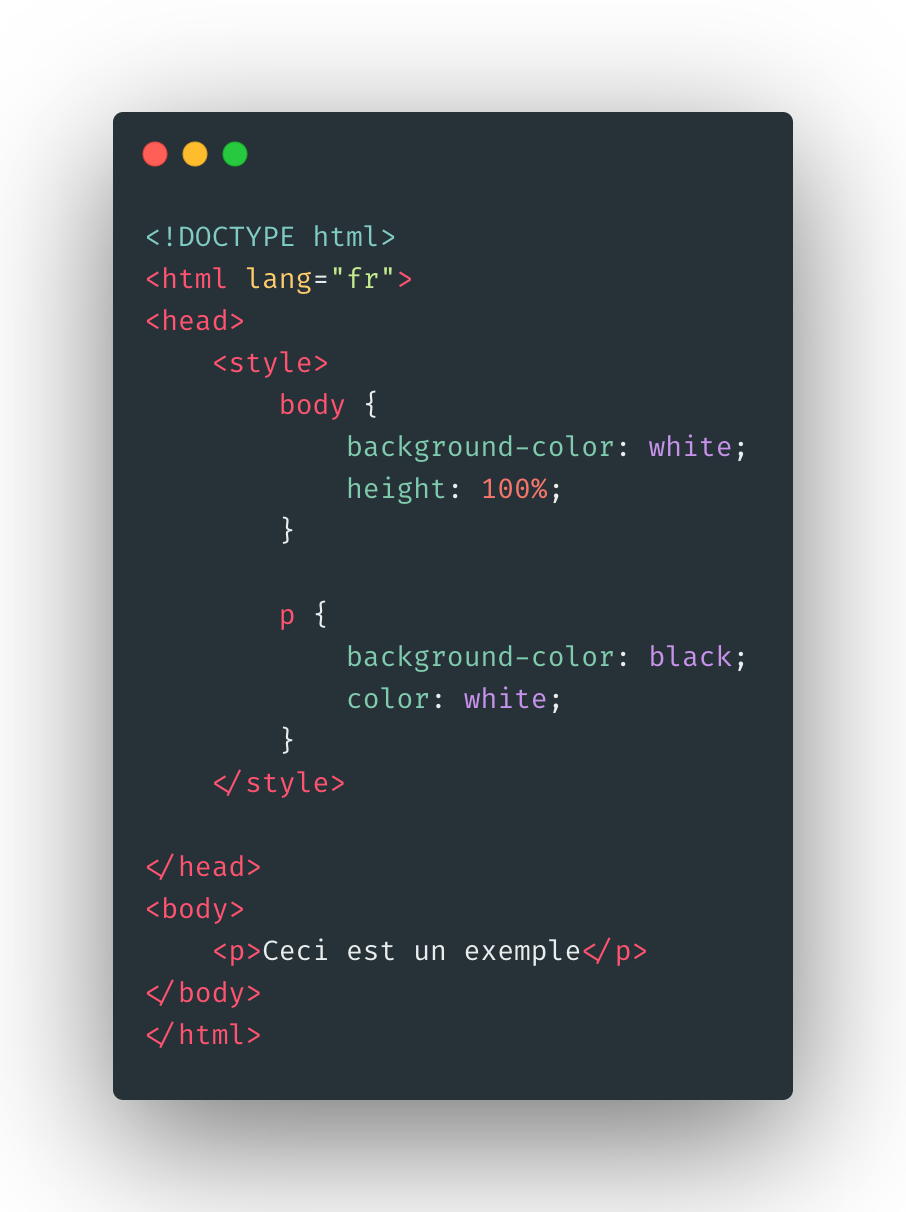 <!DOCTYPE html>
<html lang="fr">
<head>
    <style>
        body {
            background-color: white;
            height: 100%;
        }

        p {
            background-color: black;
            color: white;
        }
    </style>

</head>
<body>
    <p>Ceci est un exemple</p>
</body>
</html>